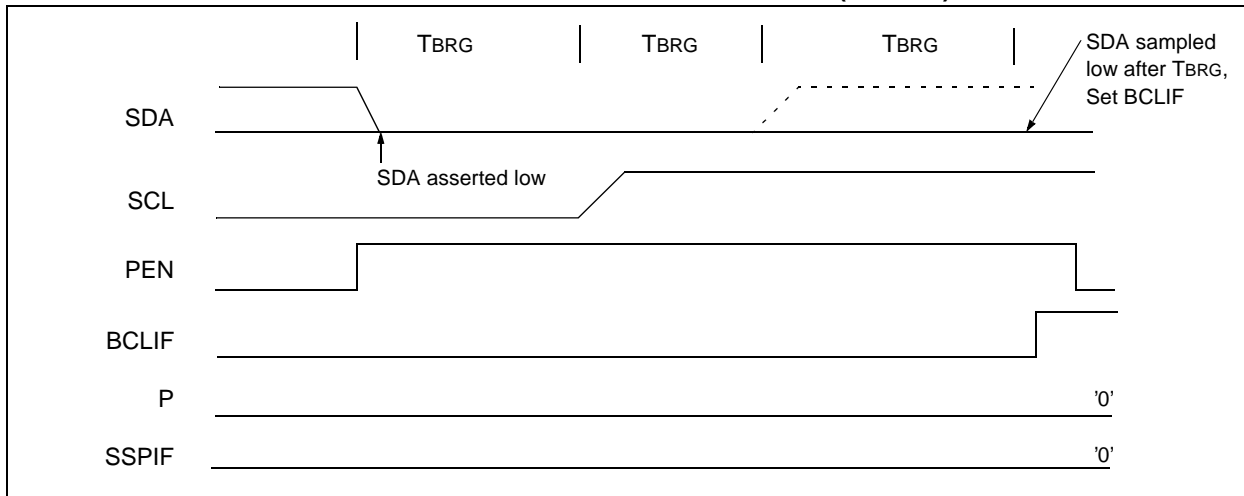 TBRG TBRG TBRG
SDA sampled
low after TBRG,
Set BCLIF
SDA
SDA asserted low
SCL
PEN
BCLIF
P '0'
SSPIF '0'